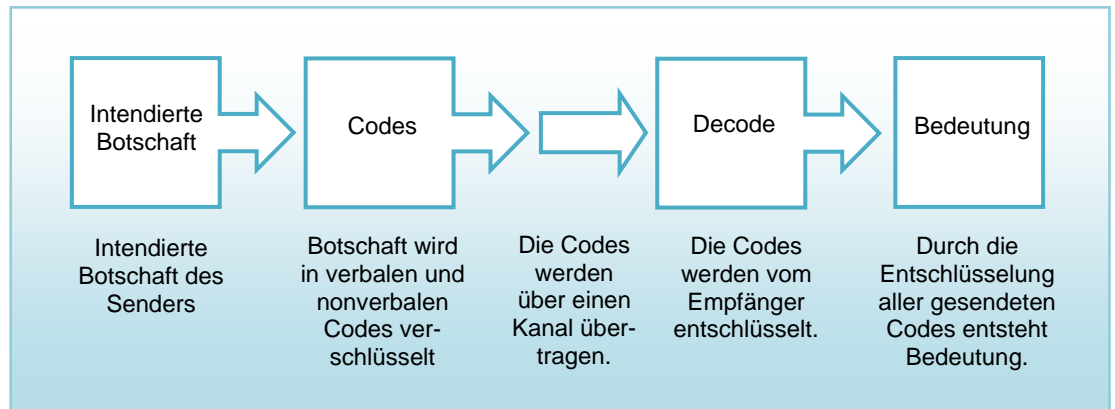 Intendierte
Botschaft
Codes
Decode
Bedeutung
Intendierte
Botschaft des
Senders
Botschaft wird
in verbalen und
nonverbalen
Codes ver-
schlüsselt
Die Codes
werden
über einen
Kanal über-
tragen.
Die Codes
werden vom
Empfänger
entschlüsselt.
Durch die
Entschlüsselung
aller gesendeten
Codes entsteht
Bedeutung.